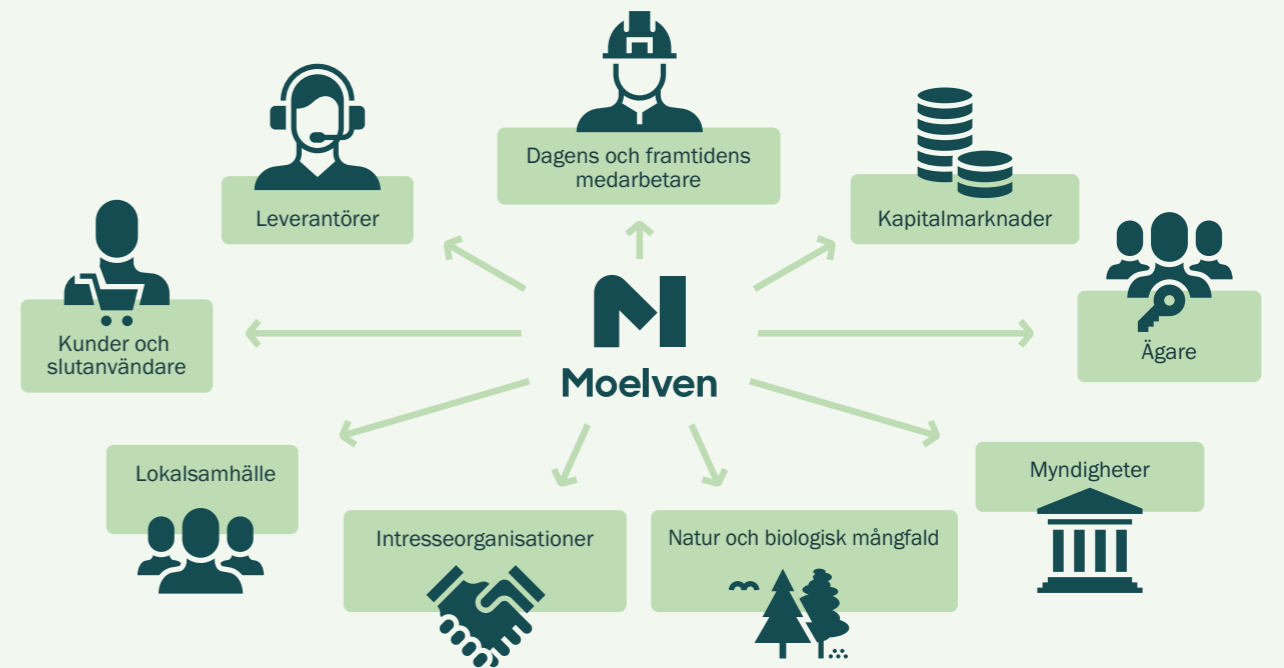 Dagens och framtidens
medarbetare
Leverantörer
Kapitalmarknader
Kunder och
slutanvändare
Ägare
Moelven
Lokalsamhälle
Myndigheter
Intresseorganisationer
Natur och biologisk mångfald